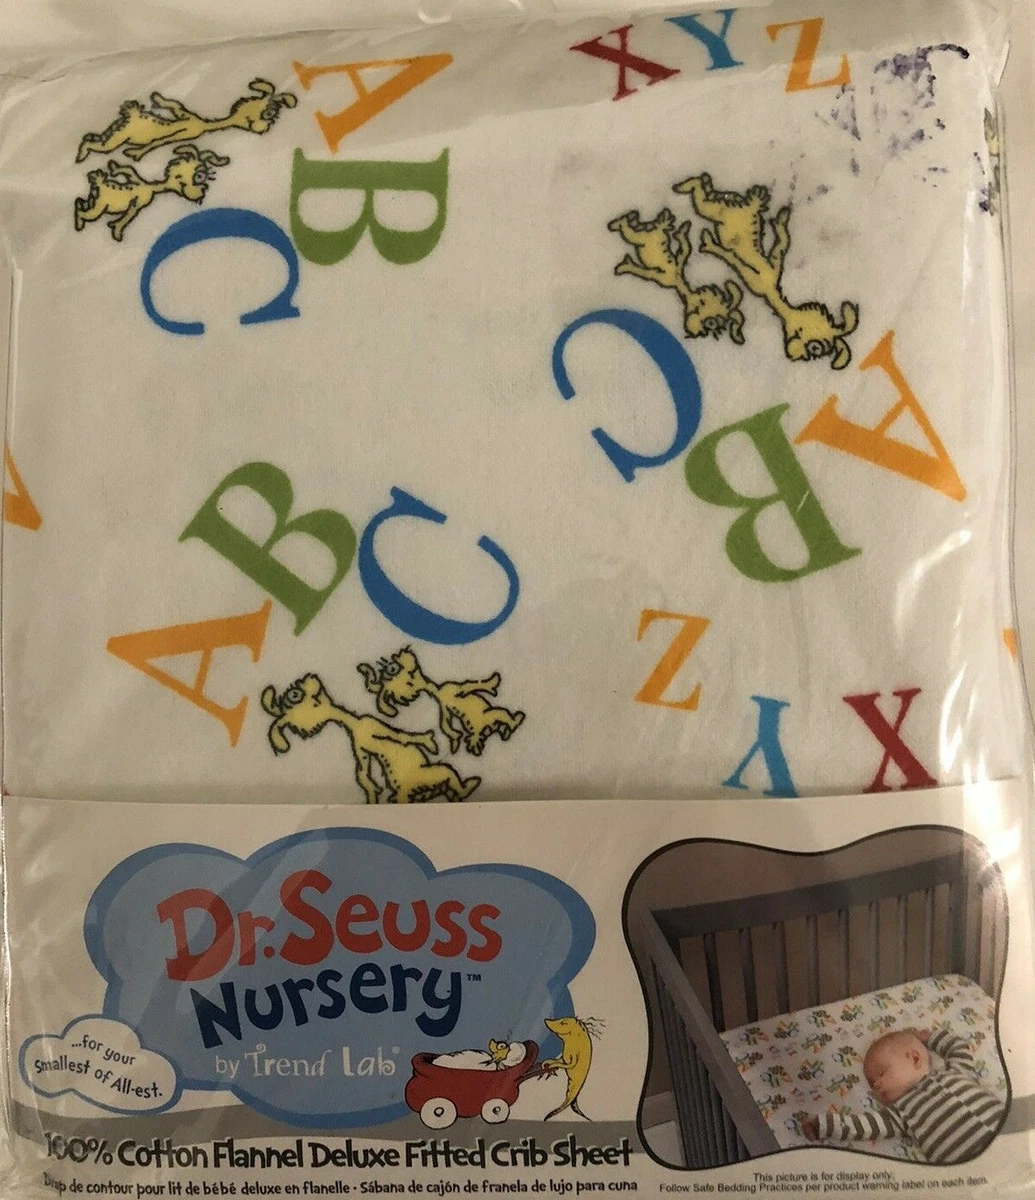 X Y Z
A
B
C
C
B
A
B
C
A
Z
Y
X
Dr. Seuss
Nursery™
by Trend Lab®
...for your
smallest of All-est.
100% Cotton Flannel Deluxe Fitted Crib Sheet
Drap de contour pour lit de bébé deluxe en flanelle · Sábana de cajón de franela de lujo para cuna
This picture is for display only.
Follow Safe Bedding Practices per product warning label on each item.